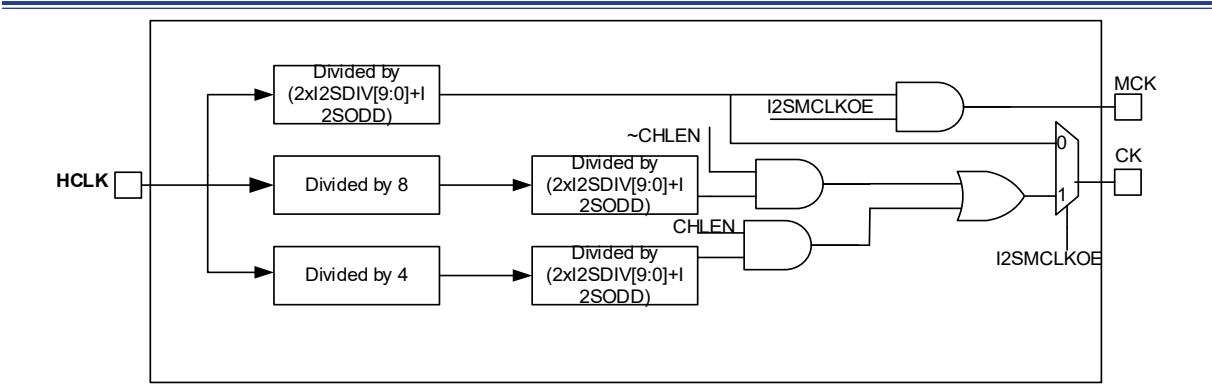 Divided by
(2xI2SDIV[9:0]+I
2SODD)
I2SMCLKOE
MCK
~CHLEN
0
CK
HCLK
Divided by 8
Divided by
(2xI2SDIV[9:0]+I
2SODD)
1
CHLEN
I2SMCLKOE
Divided by 4
Divided by
(2xI2SDIV[9:0]+I
2SODD)